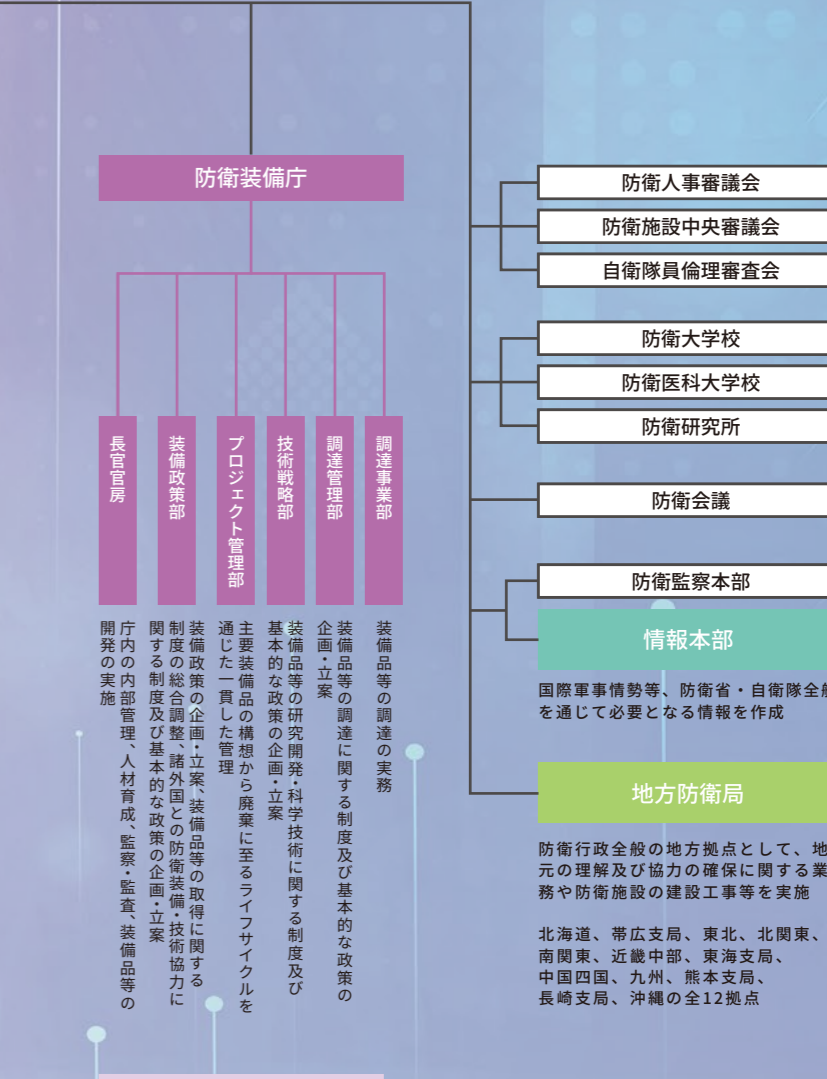 防衛装備庁
長官官房
装備政策部
プロジェクト管理部
技術戦略部
調達管理部
調達事業部
庁内の内部管理、人材育成、監察・監査、装備品等の
開発の実施
装備政策の企画・立案、装備品等の取得に関する
制度の総合調整、諸外国との防衛装備・技術協力に
関する制度及び基本的な政策の企画・立案
主要装備品の構想から廃棄に至るライフサイクルを
通じた一貫した管理
装備品等の研究開発・科学技術に関する制度及び
基本的な政策の企画・立案
装備品等の調達に関する制度及び基本的な政策の
企画・立案
装備品等の調達の実務
防衛人事審議会
防衛施設中央審議会
自衛隊員倫理審査会
防衛大学校
防衛医科大学校
防衛研究所
防衛会議
防衛監察本部
情報本部
国際軍事情勢等、防衛省・自衛隊全般
を通じて必要となる情報を作成
地方防衛局
防衛行政全般の地方拠点として、地
元の理解及び協力の確保に関する業
務や防衛施設の建設工事等を実施
北海道、帯広支局、東北、北関東、
南関東、近畿中部、東海支局、
中国四国、九州、熊本支局、
長崎支局、沖縄の全12拠点